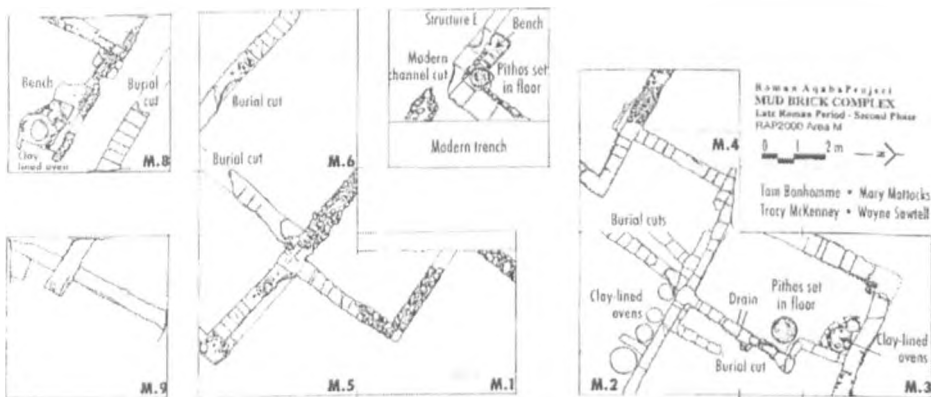 Bench
Burial
cut
Clay
lined oven
M.8
Burial cut
Burial cut
M.6
Structure E
Bench
Modern
channel cut
Pithos set
in floor
Modern trench
M.4
Roman Aqaba Project
MUD BRICK COMPLEX
Late Roman Period - Second Phase
RAP2000 Area M
0 1 2 m
N
Tom Bonhomme • Mary Mattocks
Tracy McKenney • Wayne Sawtell
M.9
M.5
M.1
Burial cuts
Clay-lined
ovens
Drain
Pithos set
in floor
Clay-lined
ovens
Burial cut
M.2
M.3